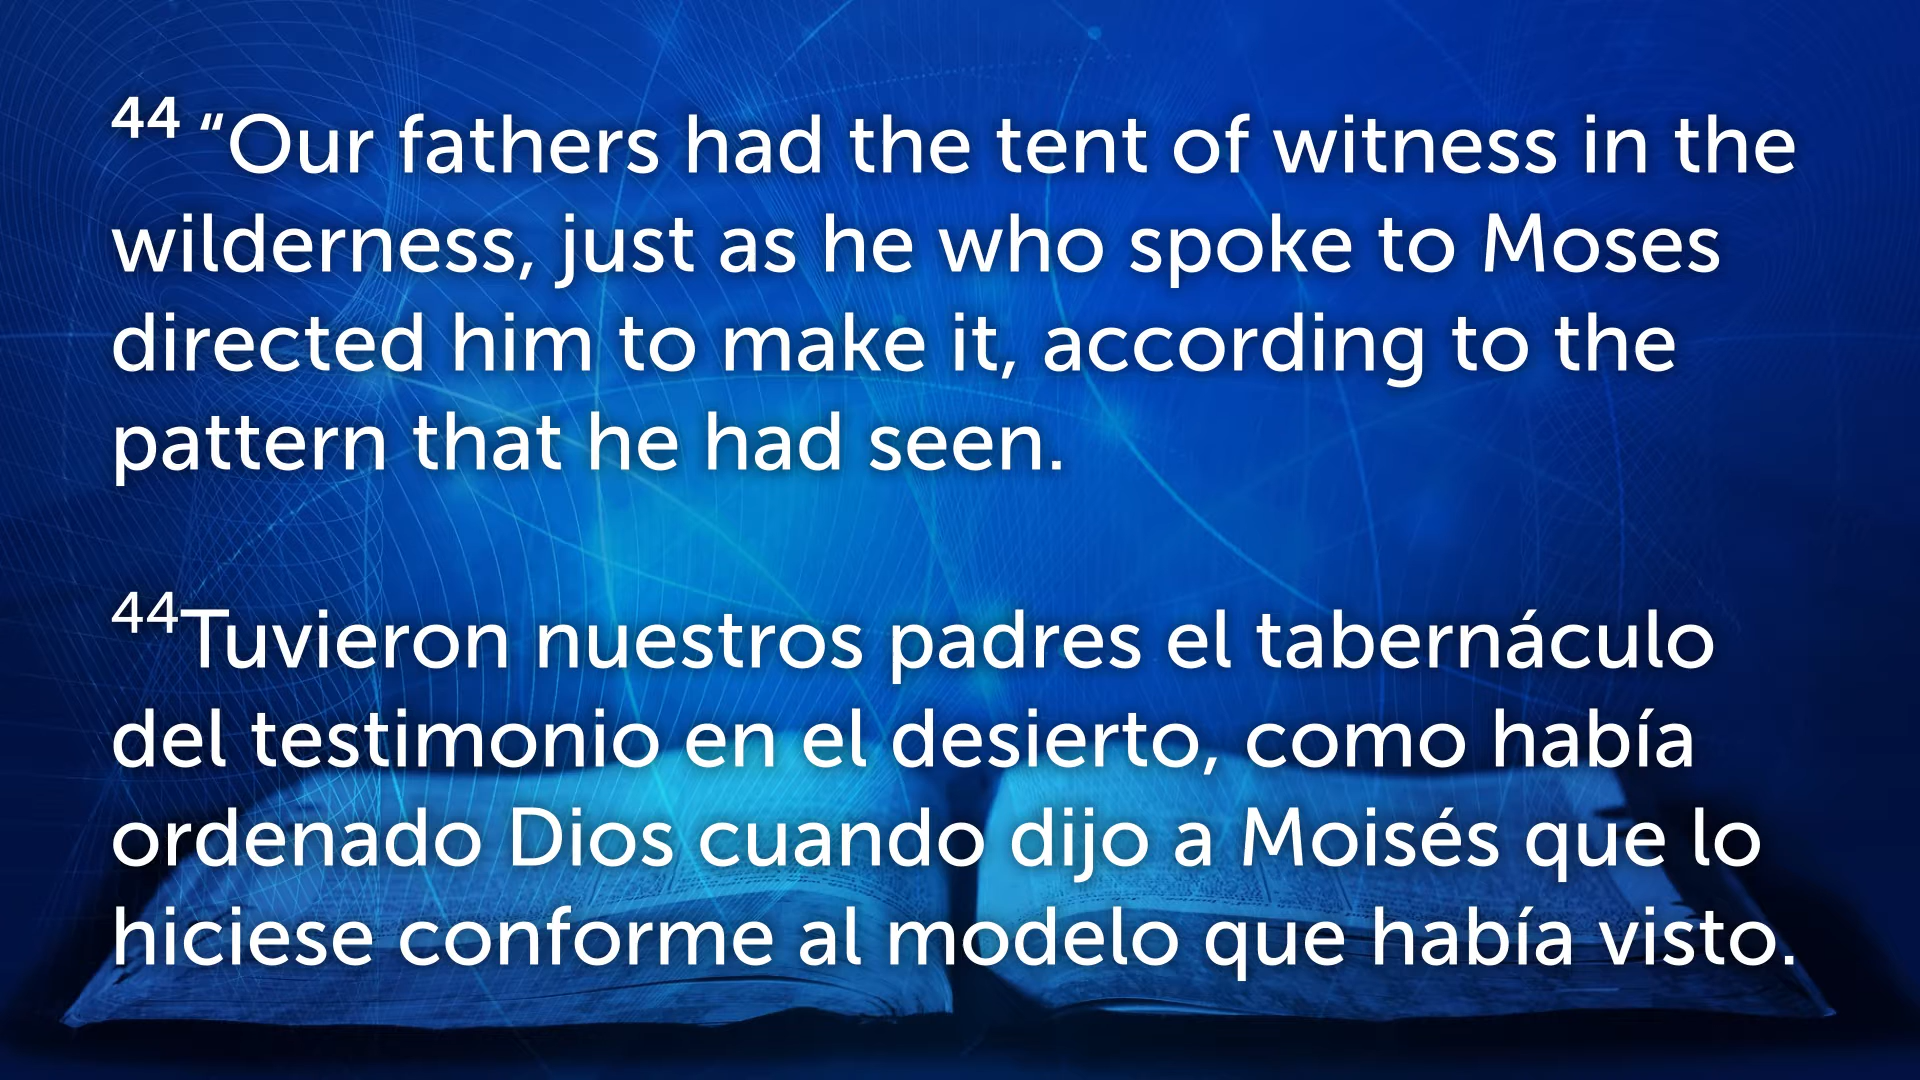 44 “Our fathers had the tent of witness in the
wilderness, just as he who spoke to Moses
directed him to make it, according to the
pattern that he had seen.
44Tuvieron nuestros padres el tabernáculo
del testimonio en el desierto, como había
ordenado Dios cuando dijo a Moisés que lo
hiciese conforme al modelo que había visto.